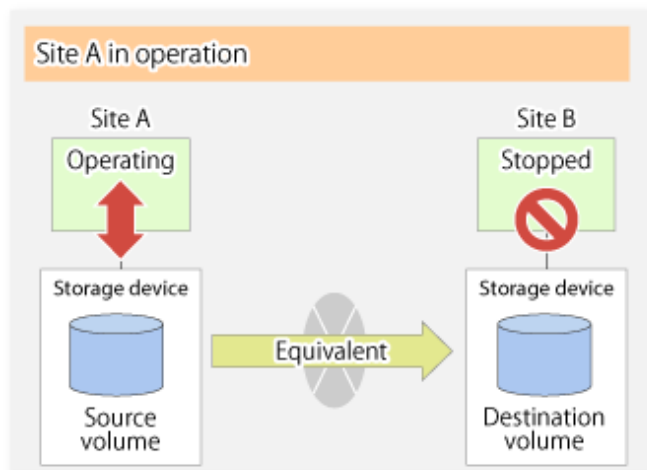 Site A in operation
Site A
Site B
Operating
Stopped
Storage device
Storage device
Equivalent
Source
volume
Destination
volume